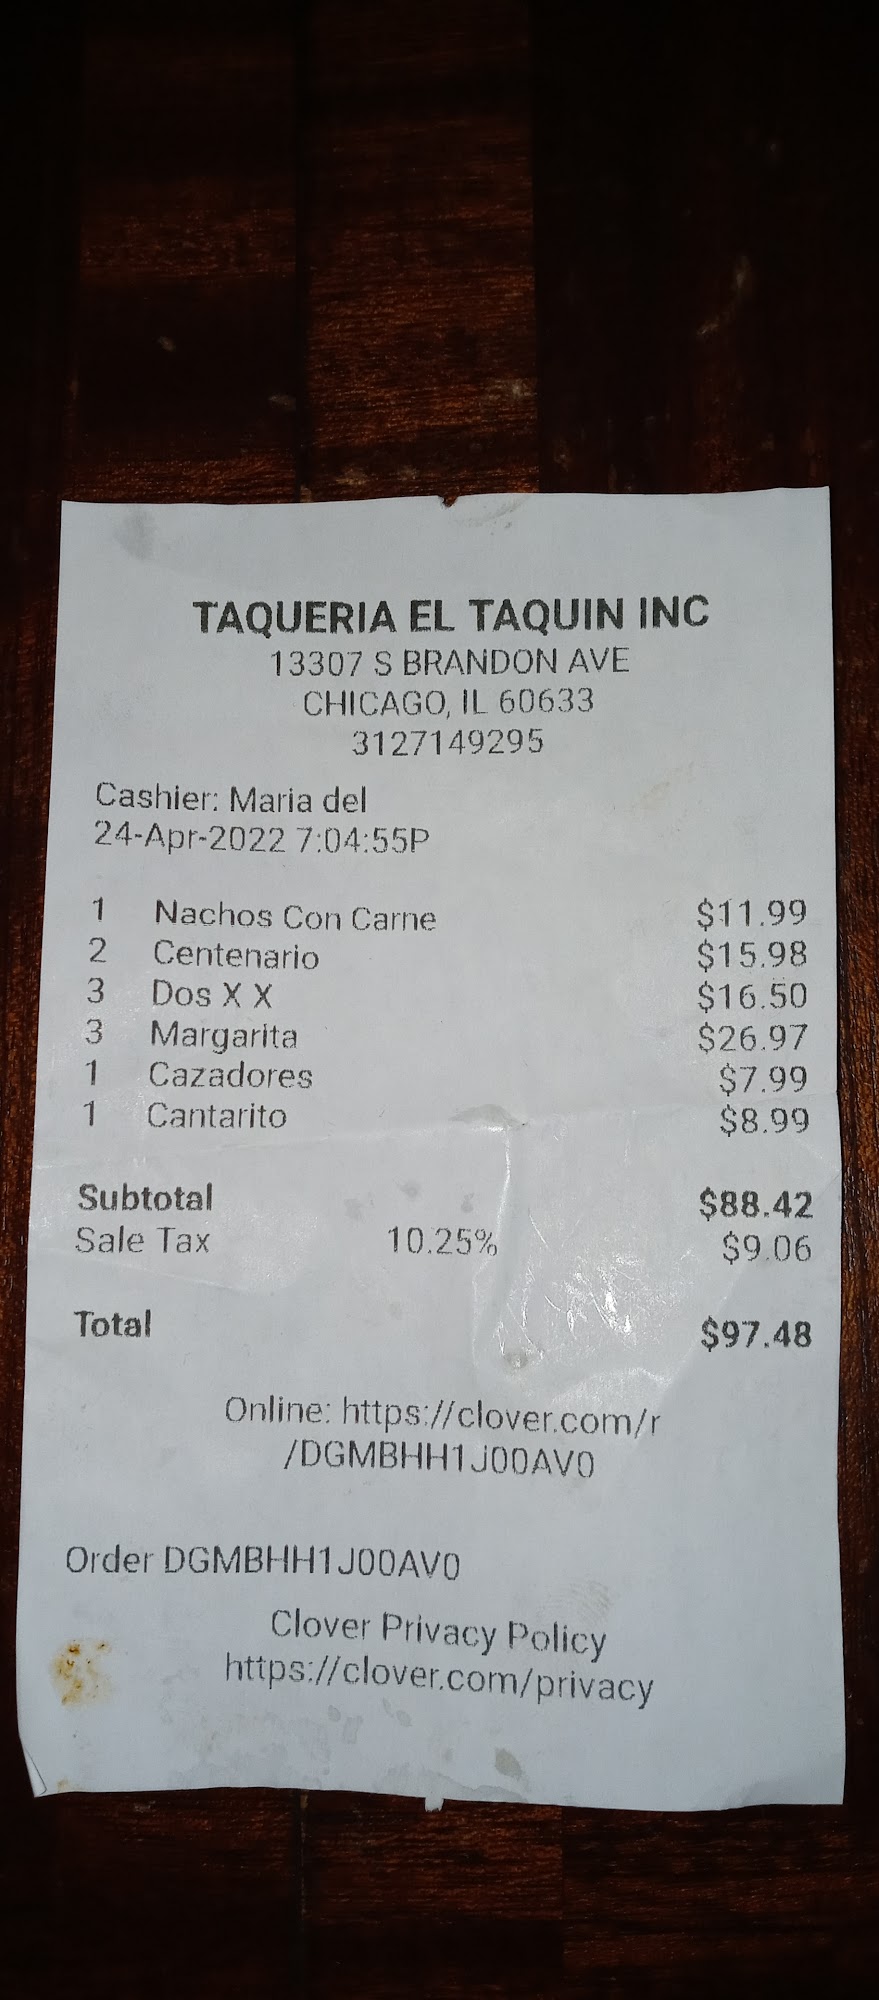 TAQUERIA EL TAQUIN INC
13307 S BRANDON AVE
CHICAGO, IL 60633
3127149295
Cashier: Maria del
24-Apr-2022 7:04:55P
1 Nachos Con Carne $11.99
2 Centenario $15.98
3 Dos X X $16.50
3 Margarita $26.97
1 Cazadores $7.99
1 Cantarito $8.99
Subtotal $88.42
Sale Tax 10.25% $9.06
Total $97.48
Online: https://clover.com/r
/DGMBHH1J00AV0
Order DGMBHH1J00AV0
Clover Privacy Policy
https://clover.com/privacy